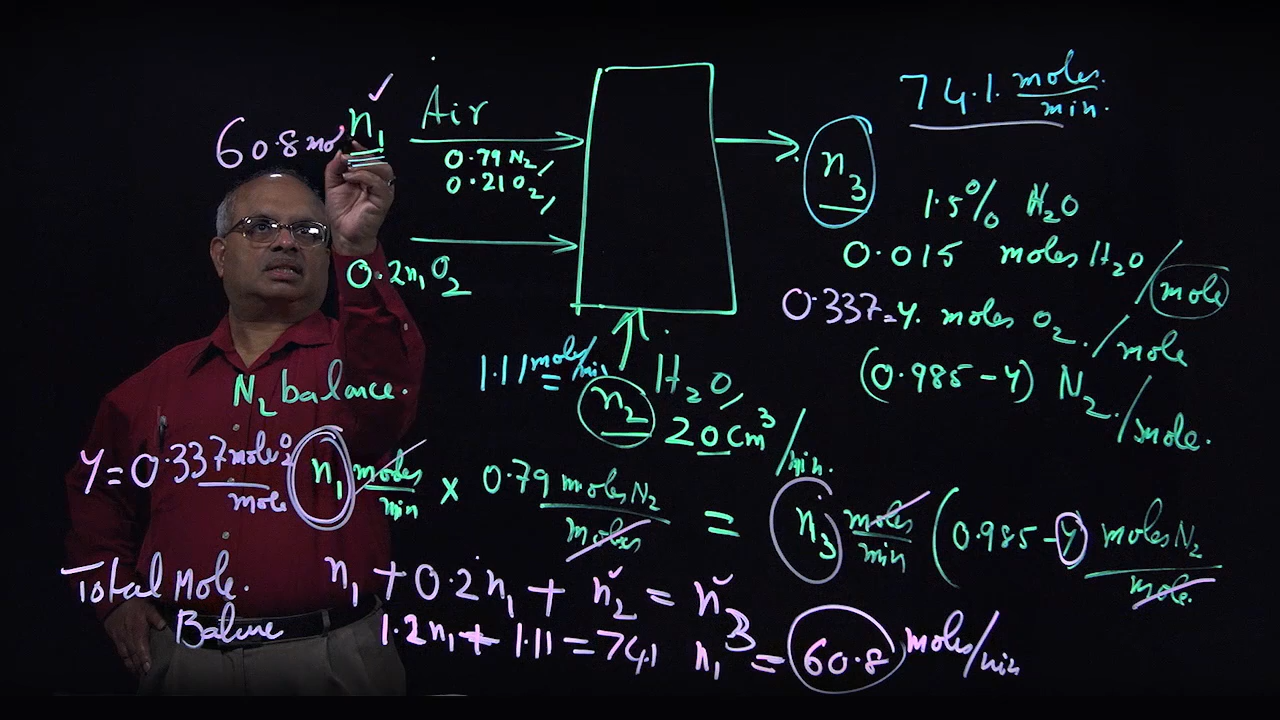 60.8 mol n₁ Air
0.79 N₂,
0.21 O₂,
0.2n₁ O₂
n₃
74.1 moles/min.
1.5% H₂O
0.015 moles H₂O/mole
0.337=y. moles O₂./mole
(0.985-y) N₂./mole.
1.11 moles/min
n₂ H₂O,
20 cm³/min.
N₂ balance.
y=0.337 mole O₂/mole
n₁ moles/min × 0.79 moles N₂/moles = n₃ moles/min (0.985-y) moles N₂/mole.
Total Mole. n₁ + 0.2n₁ + n₂ = n₃
Balnce 1.2n₁ + 1.11 = 74.1 n₁ = 60.8 moles/min